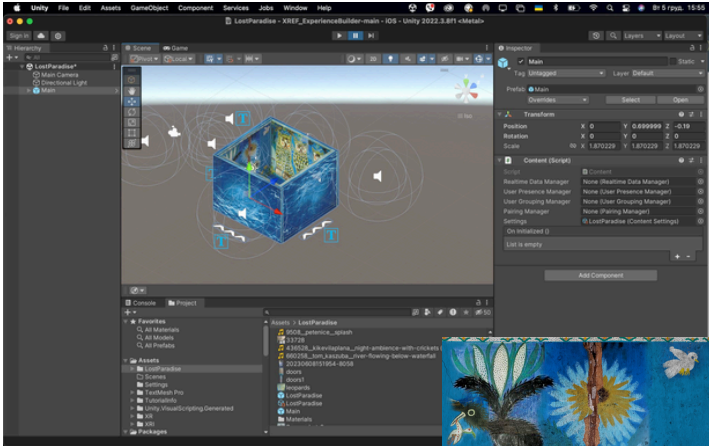 Unity File Edit Assets GameObject Component Services Jobs Window Help Вт 5 груд. 15:55
LostParadise - XREF_ExperienceBuilder-main - iOS - Unity 2022.3.8f1 <Metal>
Sign in Layers Layout
Hierarchy
All
LostParadise*
Main Camera
Directional Light
Main
Scene Game
Pivot Local
2D
T
T
T
Inspector
Main Static
Tag Untagged Layer Default
Prefab Main
Overrides Select Open
Transform
Position X 0 Y 0.699999 Z -0.19
Rotation X 0 Y 0 Z 0
Scale X 1.870229 Y 1.870229 Z 1.870229
Content (Script)
Script Content
Realtime Data Manager None (Realtime Data Manager)
User Presence Manager None (User Presence Manager)
User Grouping Manager None (User Grouping Manager)
Pairing Manager None (Pairing Manager)
Settings LostParadise (Content Settings)
On Initialized ()
List is empty
+ -
Add Component
Console Project
Favorites
All Materials
All Models
All Prefabs
Assets
LostParadise
Scenes
Settings
TextMesh Pro
TutorialInfo
Unity.VisualScripting.Generated
XR
XRI
Packages
Assets > LostParadise
9508__petenice__splash
33728
436528__kikevilaplana__night-ambience-with-crickets
660258__tom_kaszuba__river-flowing-below-waterfall
20230608151954-8058
doors
doors1
leopards
LostParadise
LostParadise
Main
Materials